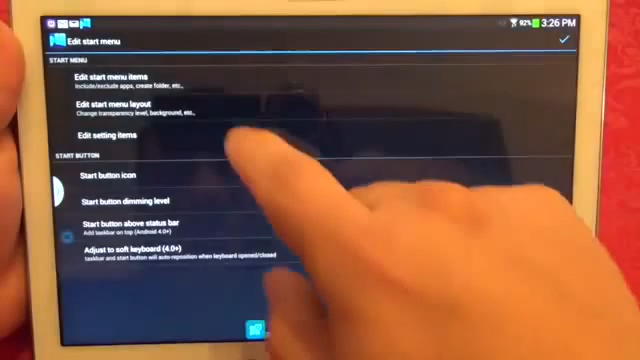 92% 3:26 PM
Edit start menu
START MENU
Edit start menu items
Include/exclude apps, create folder, etc.,
Edit start menu layout
Change transparency level, background, etc.,
Edit setting items
START BUTTON
Start button icon
Start button dimming level
Start button above status bar
Add taskbar on top (Android 4.0+)
Adjust to soft keyboard (4.0+)
taskbar and start button will auto-reposition when keyboard opened/closed